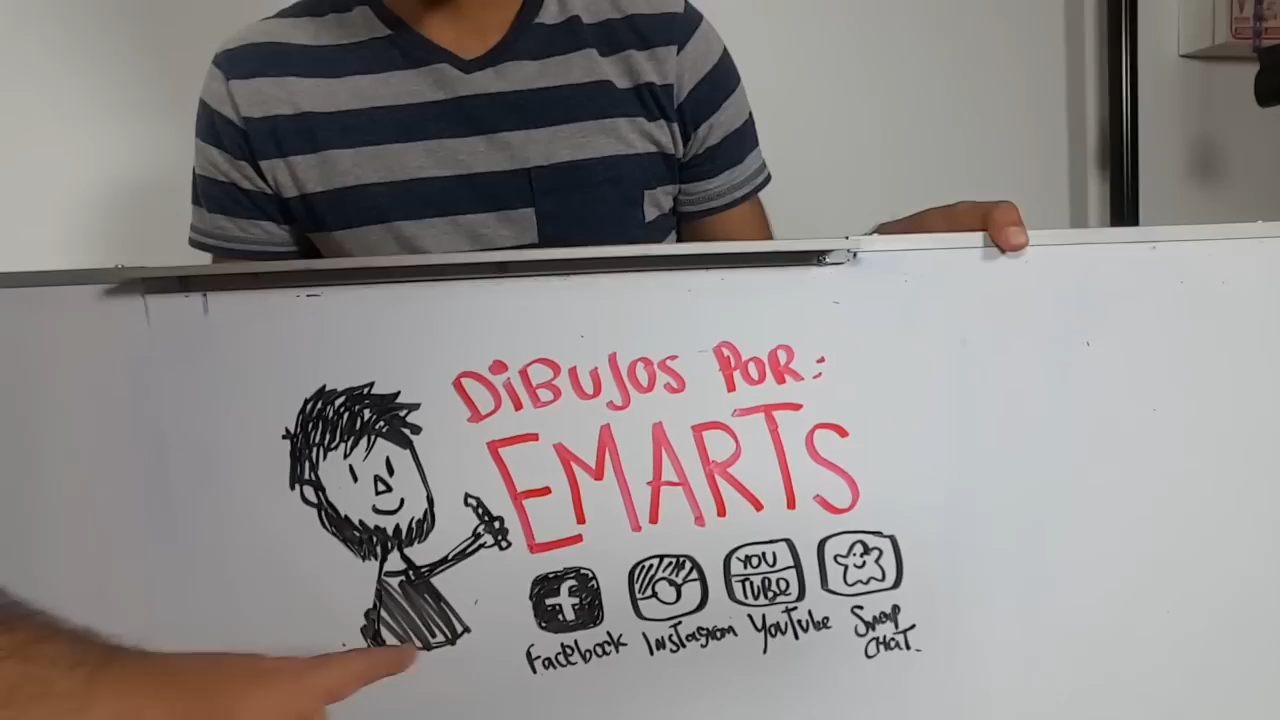 DiBUJOS POR:
EMARTS
YOU
TUBE
Facebook Instagram YouTube Snap
CHAT.